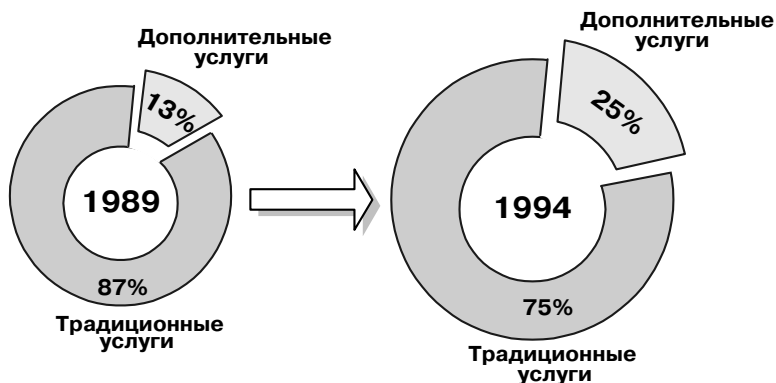 Дополнительные
услуги
13%
1989
87%
Традиционные
услуги
Дополнительные
услуги
25%
1994
75%
Традиционные
услуги